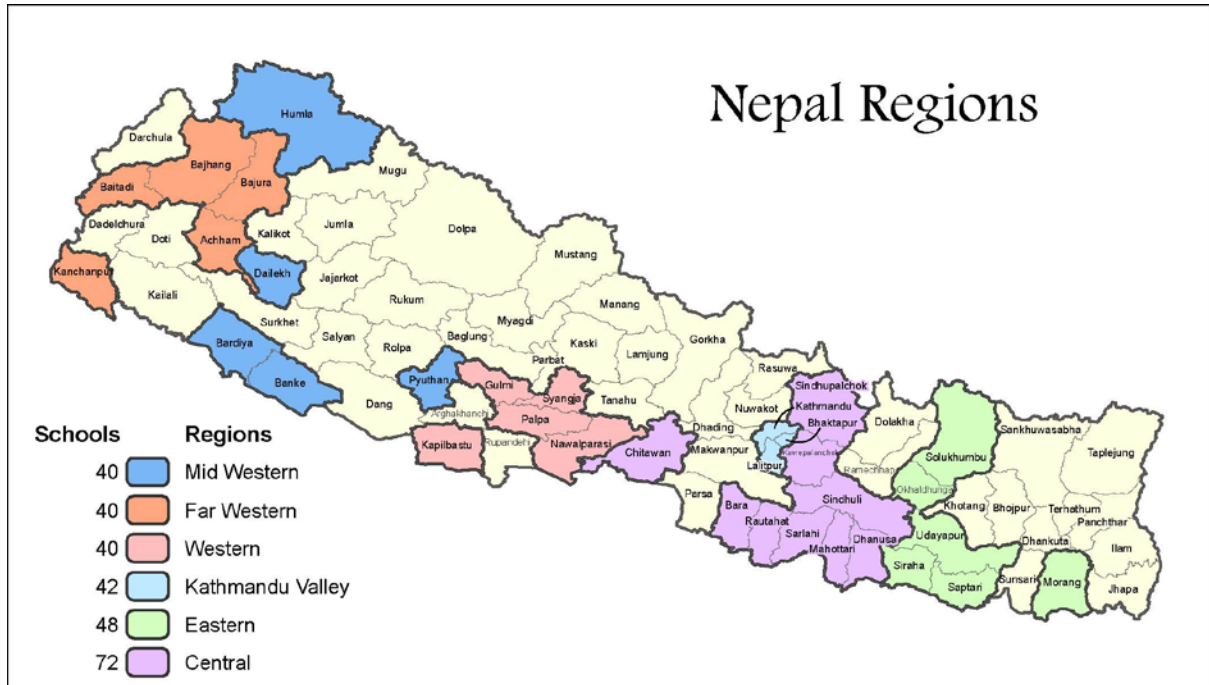 Nepal Regions
Humla
Darchula
Bajhang
Mugu
Baitadi
Bajura
Dadeldhura
Doti
Achham
Kalikot
Jumla
Dolpa
Mustang
Kanchanpu
Dailekh
Jajarkot
Kailali
Rukum
Manang
Surkhet
Salyan
Myagdi
Gorkha
Bardiya
Rolpa
Baglung
Kaski
Lamjung
Parbat
Rasuwa
Banke
Pyuthan
Gulmi
Sindhupalchok
Dang
Syangja
Tanahu
Nuwakot
Kathmandu
Arghakhanchi
Palpa
Dhading
Bhaktapur
Dolakha
Sankhuwasabha
Kapilbastu
Rupandehi
Nawalparasi
Chitawan
Makwanpur
Kavrepalanchok
Lalitpur
Ramechhap
Solukhumbu
Taplejung
Parsa
Sindhuli
Okhaldhunga
Bara
Rautahat
Sarlahi
Mahottari
Dhanusa
Khotang
Bhojpur
Terhathum
Panchthar
Udayapur
Dhankuta
Ilam
Siraha
Saptari
Sunsari
Morang
Jhapa
Schools Regions
40 Mid Western
40 Far Western
40 Western
42 Kathmandu Valley
48 Eastern
72 Central